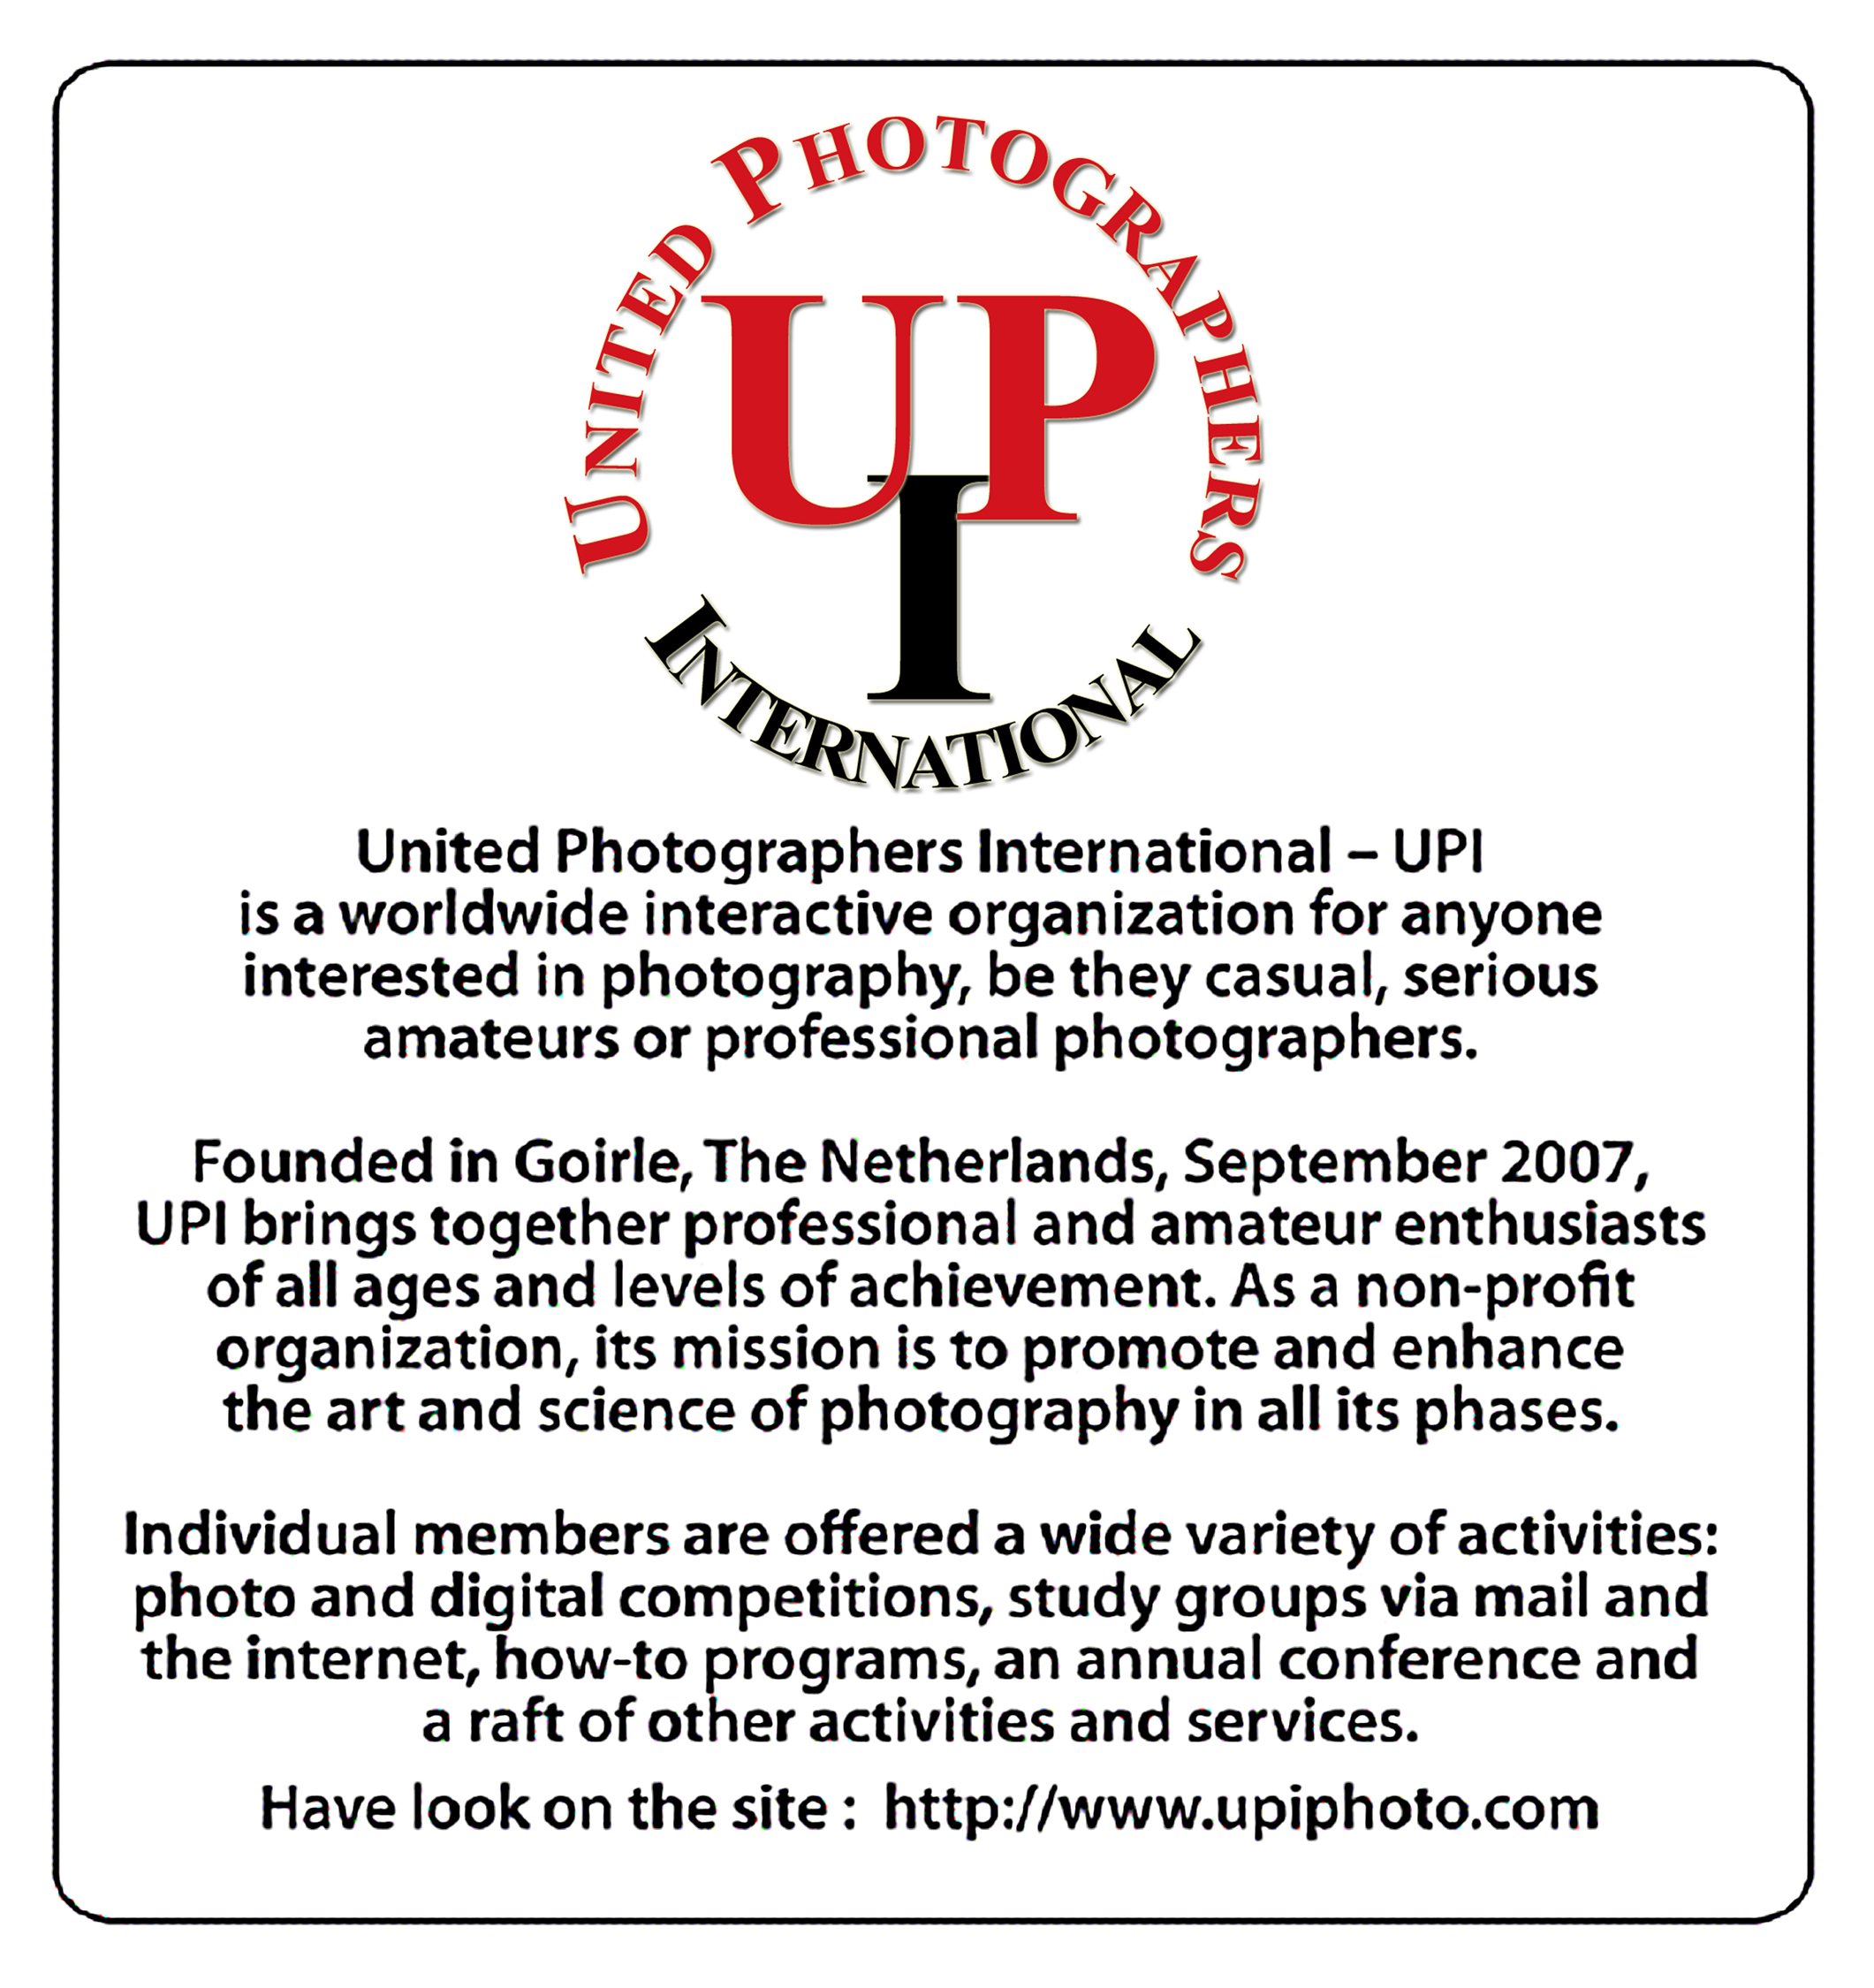 UNITED PHOTOGRAPHERS
UPI
INTERNATIONAL
United Photographers International – UPI
is a worldwide interactive organization for anyone
interested in photography, be they casual, serious
amateurs or professional photographers.
Founded in Goirle, The Netherlands, September 2007,
UPI brings together professional and amateur enthusiasts
of all ages and levels of achievement. As a non-profit
organization, its mission is to promote and enhance
the art and science of photography in all its phases.
Individual members are offered a wide variety of activities:
photo and digital competitions, study groups via mail and
the internet, how-to programs, an annual conference and
a raft of other activities and services.
Have look on the site : http://www.upiphoto.com